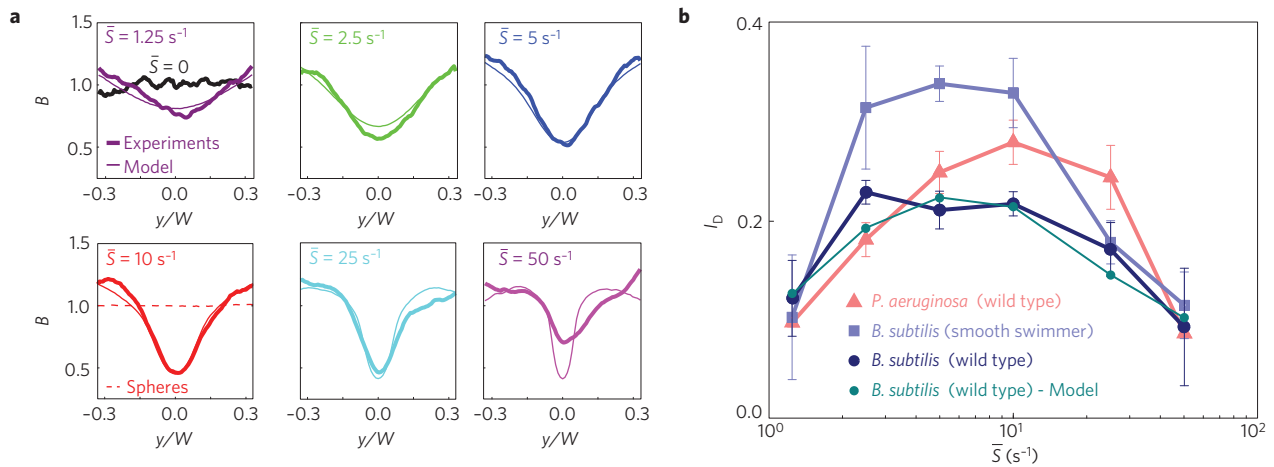 a
1.5
1.0
0.5
B
S̄ = 1.25 s⁻¹
S̄ = 0
Experiments
Model
−0.3 0.0 0.3
y/W
S̄ = 2.5 s⁻¹
−0.3 0.0 0.3
y/W
S̄ = 5 s⁻¹
−0.3 0.0 0.3
y/W
1.5
1.0
0.5
B
S̄ = 10 s⁻¹
Spheres
−0.3 0.0 0.3
y/W
S̄ = 25 s⁻¹
−0.3 0.0 0.3
y/W
S̄ = 50 s⁻¹
−0.3 0.0 0.3
y/W
b
0.4
0.2
0.0
I_D
P. aeruginosa (wild type)
B. subtilis (smooth swimmer)
B. subtilis (wild type)
B. subtilis (wild type) - Model
10⁰ 10¹ 10²
S̄ (s⁻¹)